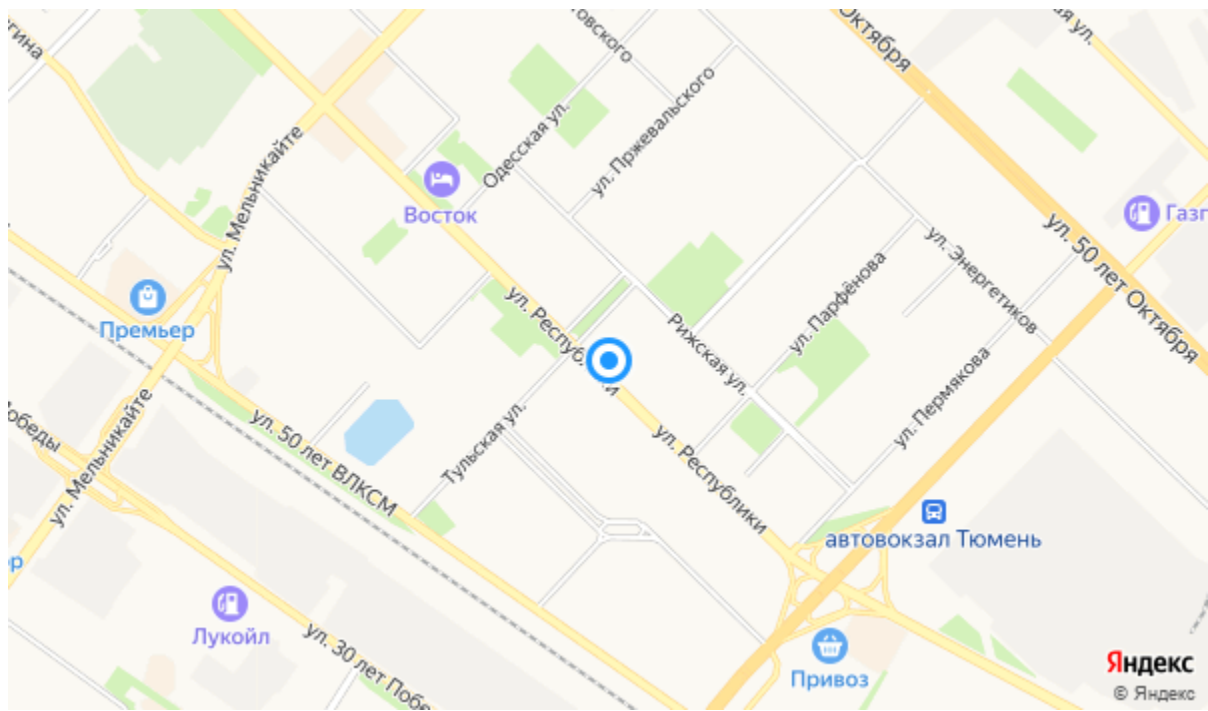 Октября
ул. Мельникайте
Одесская ул.
ул. Пржевальского
Восток
ул. 50 лет Октября
ул. Энергетиков
ул. Парфёнова
Премьер
ул. Республики
Рижская ул.
ул. Пермякова
ул. Мельникайте
ул. 50 лет ВЛКСМ
Тульская ул.
ул. Республики
автовокзал Тюмень
Лукойл
Привоз
Яндекс
© Яндекс